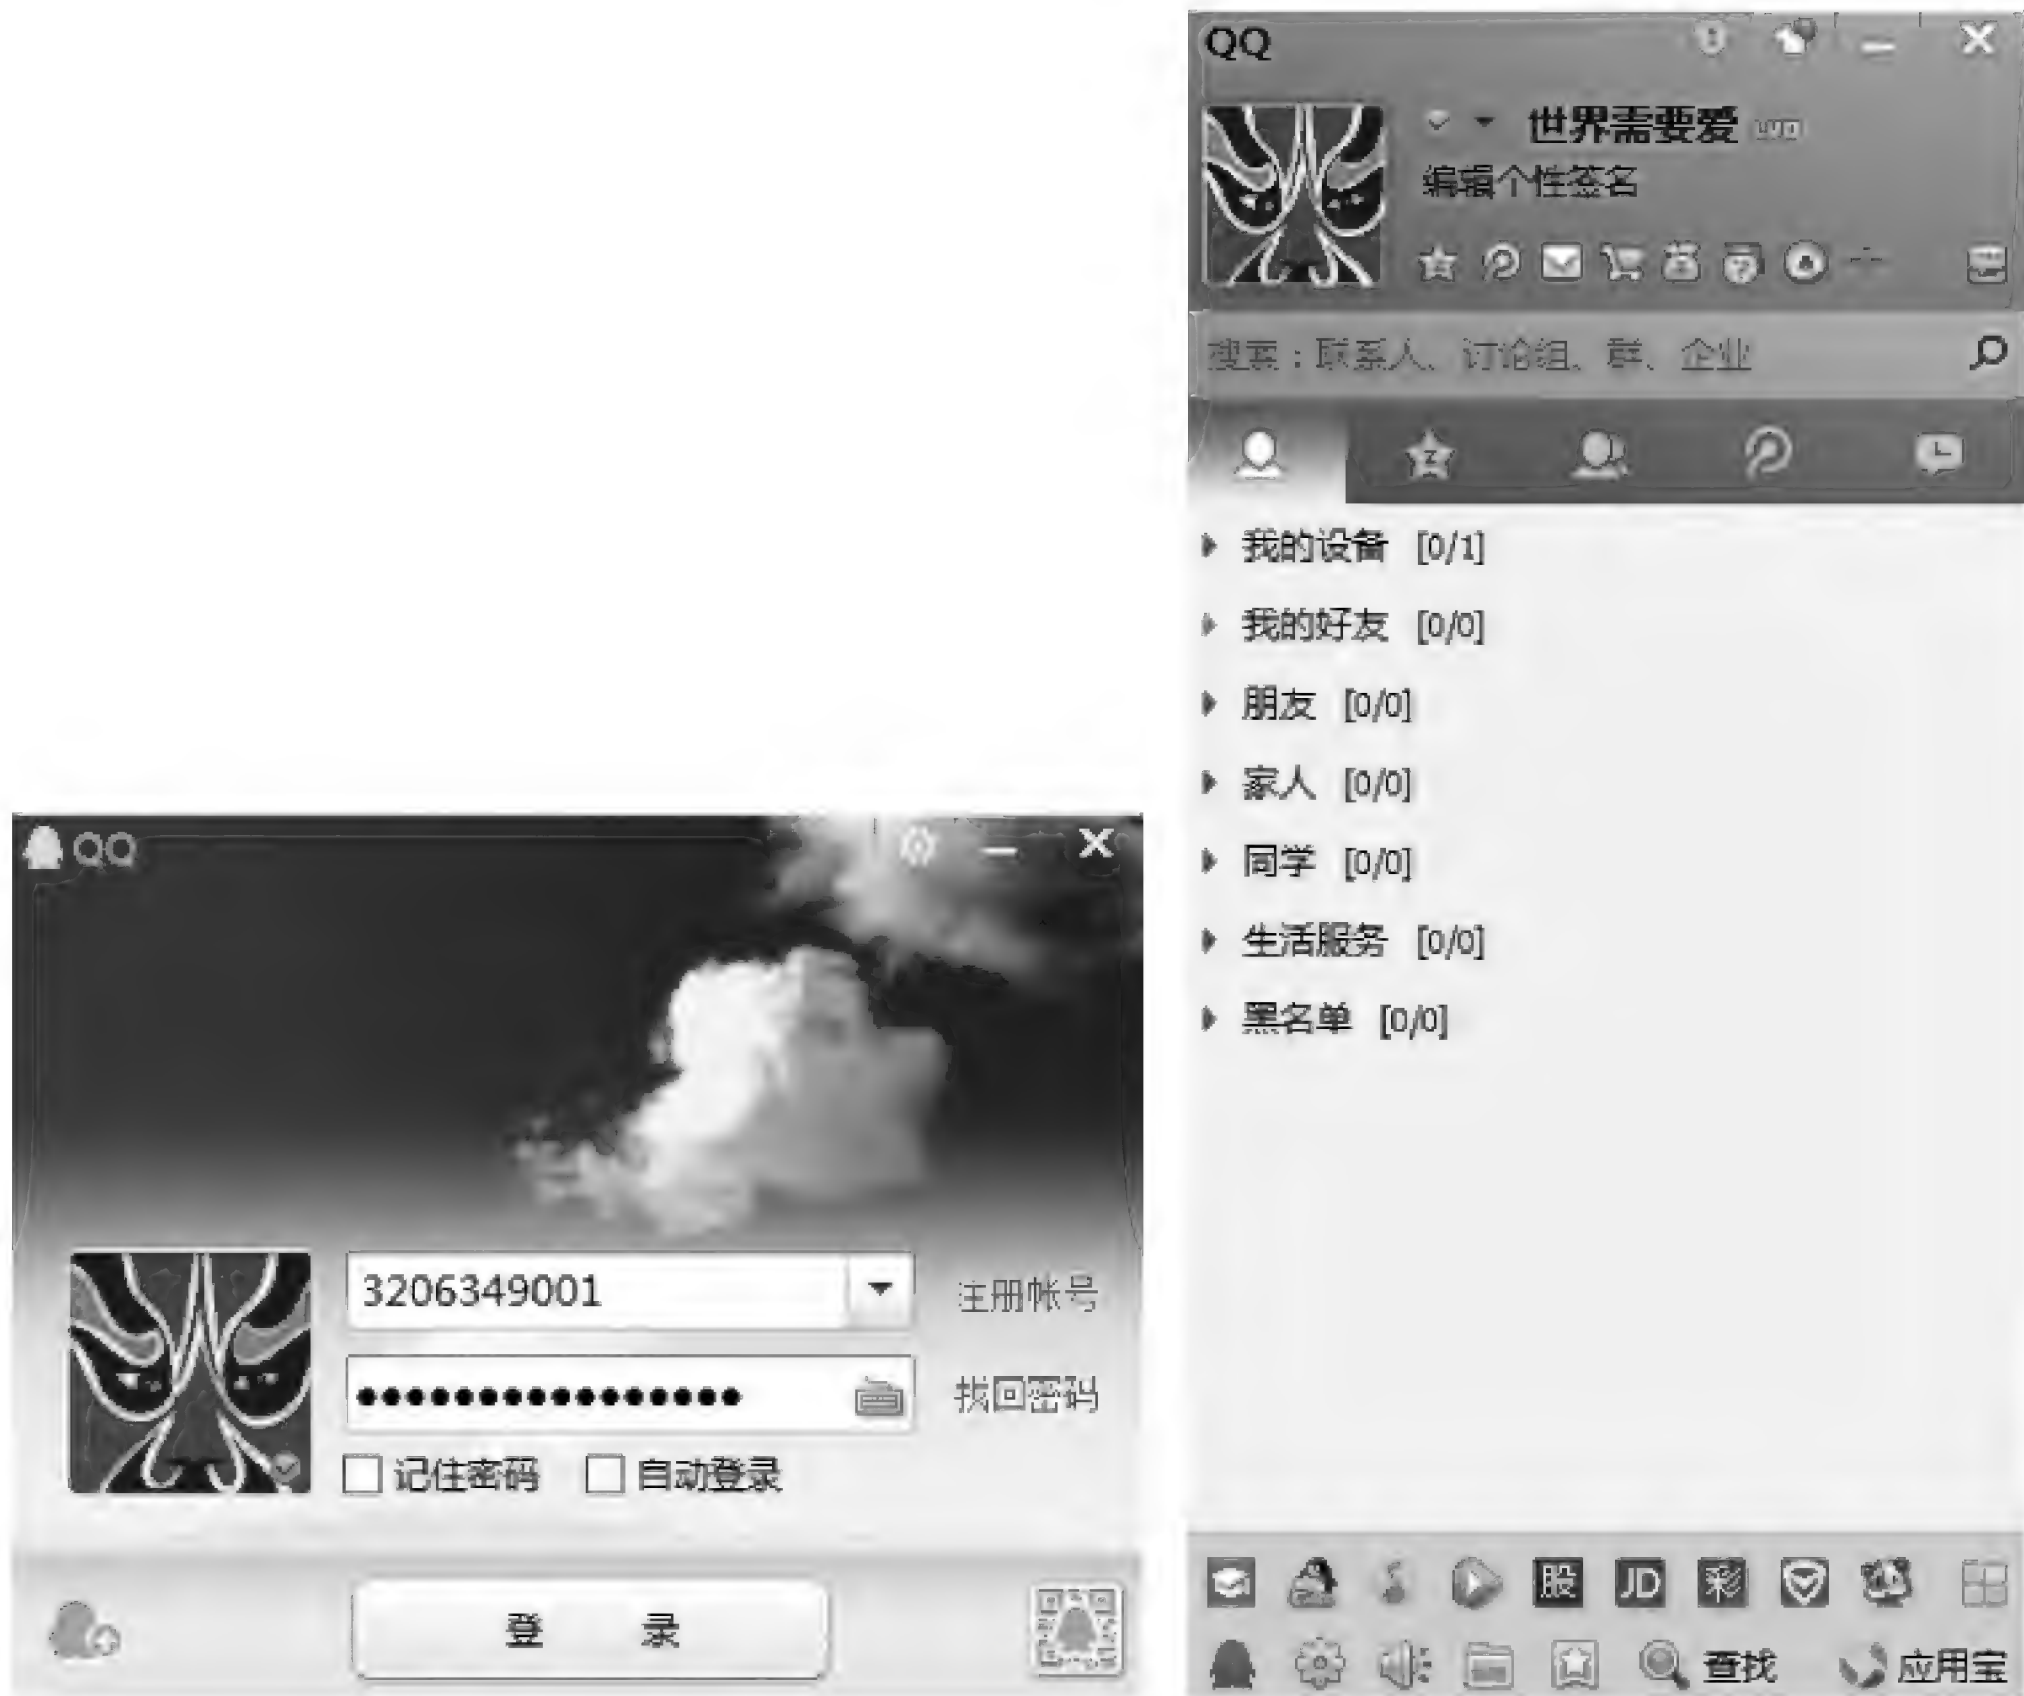 QQ
3206349001
注册帐号
找回密码
记住密码 自动登录
登 录
QQ
世界需要爱
编辑个性签名
搜索：联系人、讨论组、群、企业
我的设备 [0/1]
我的好友 [0/0]
朋友 [0/0]
家人 [0/0]
同学 [0/0]
生活服务 [0/0]
黑名单 [0/0]
股 JD 彩
查找 应用宝